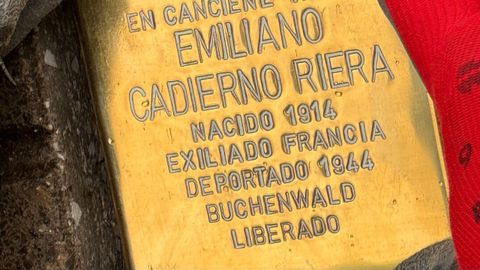 EN CANCIENE
EMILIANO
CADIERNO RIERA
NACIDO 1914
EXILIADO FRANCIA
DEPORTADO 1944
BUCHENWALD
LIBERADO